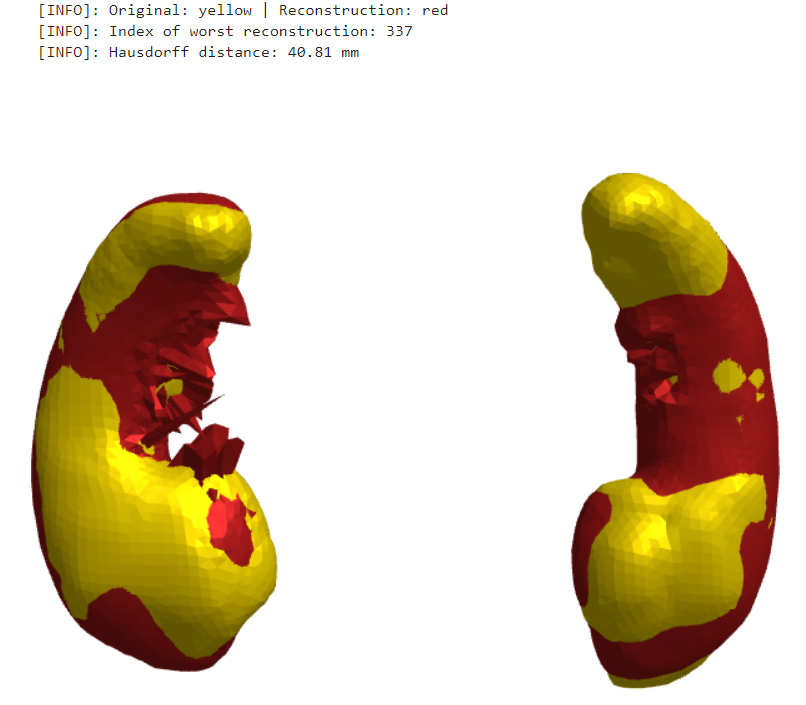 [INFO]: Original: yellow | Reconstruction: red
[INFO]: Index of worst reconstruction: 337
[INFO]: Hausdorff distance: 40.81 mm